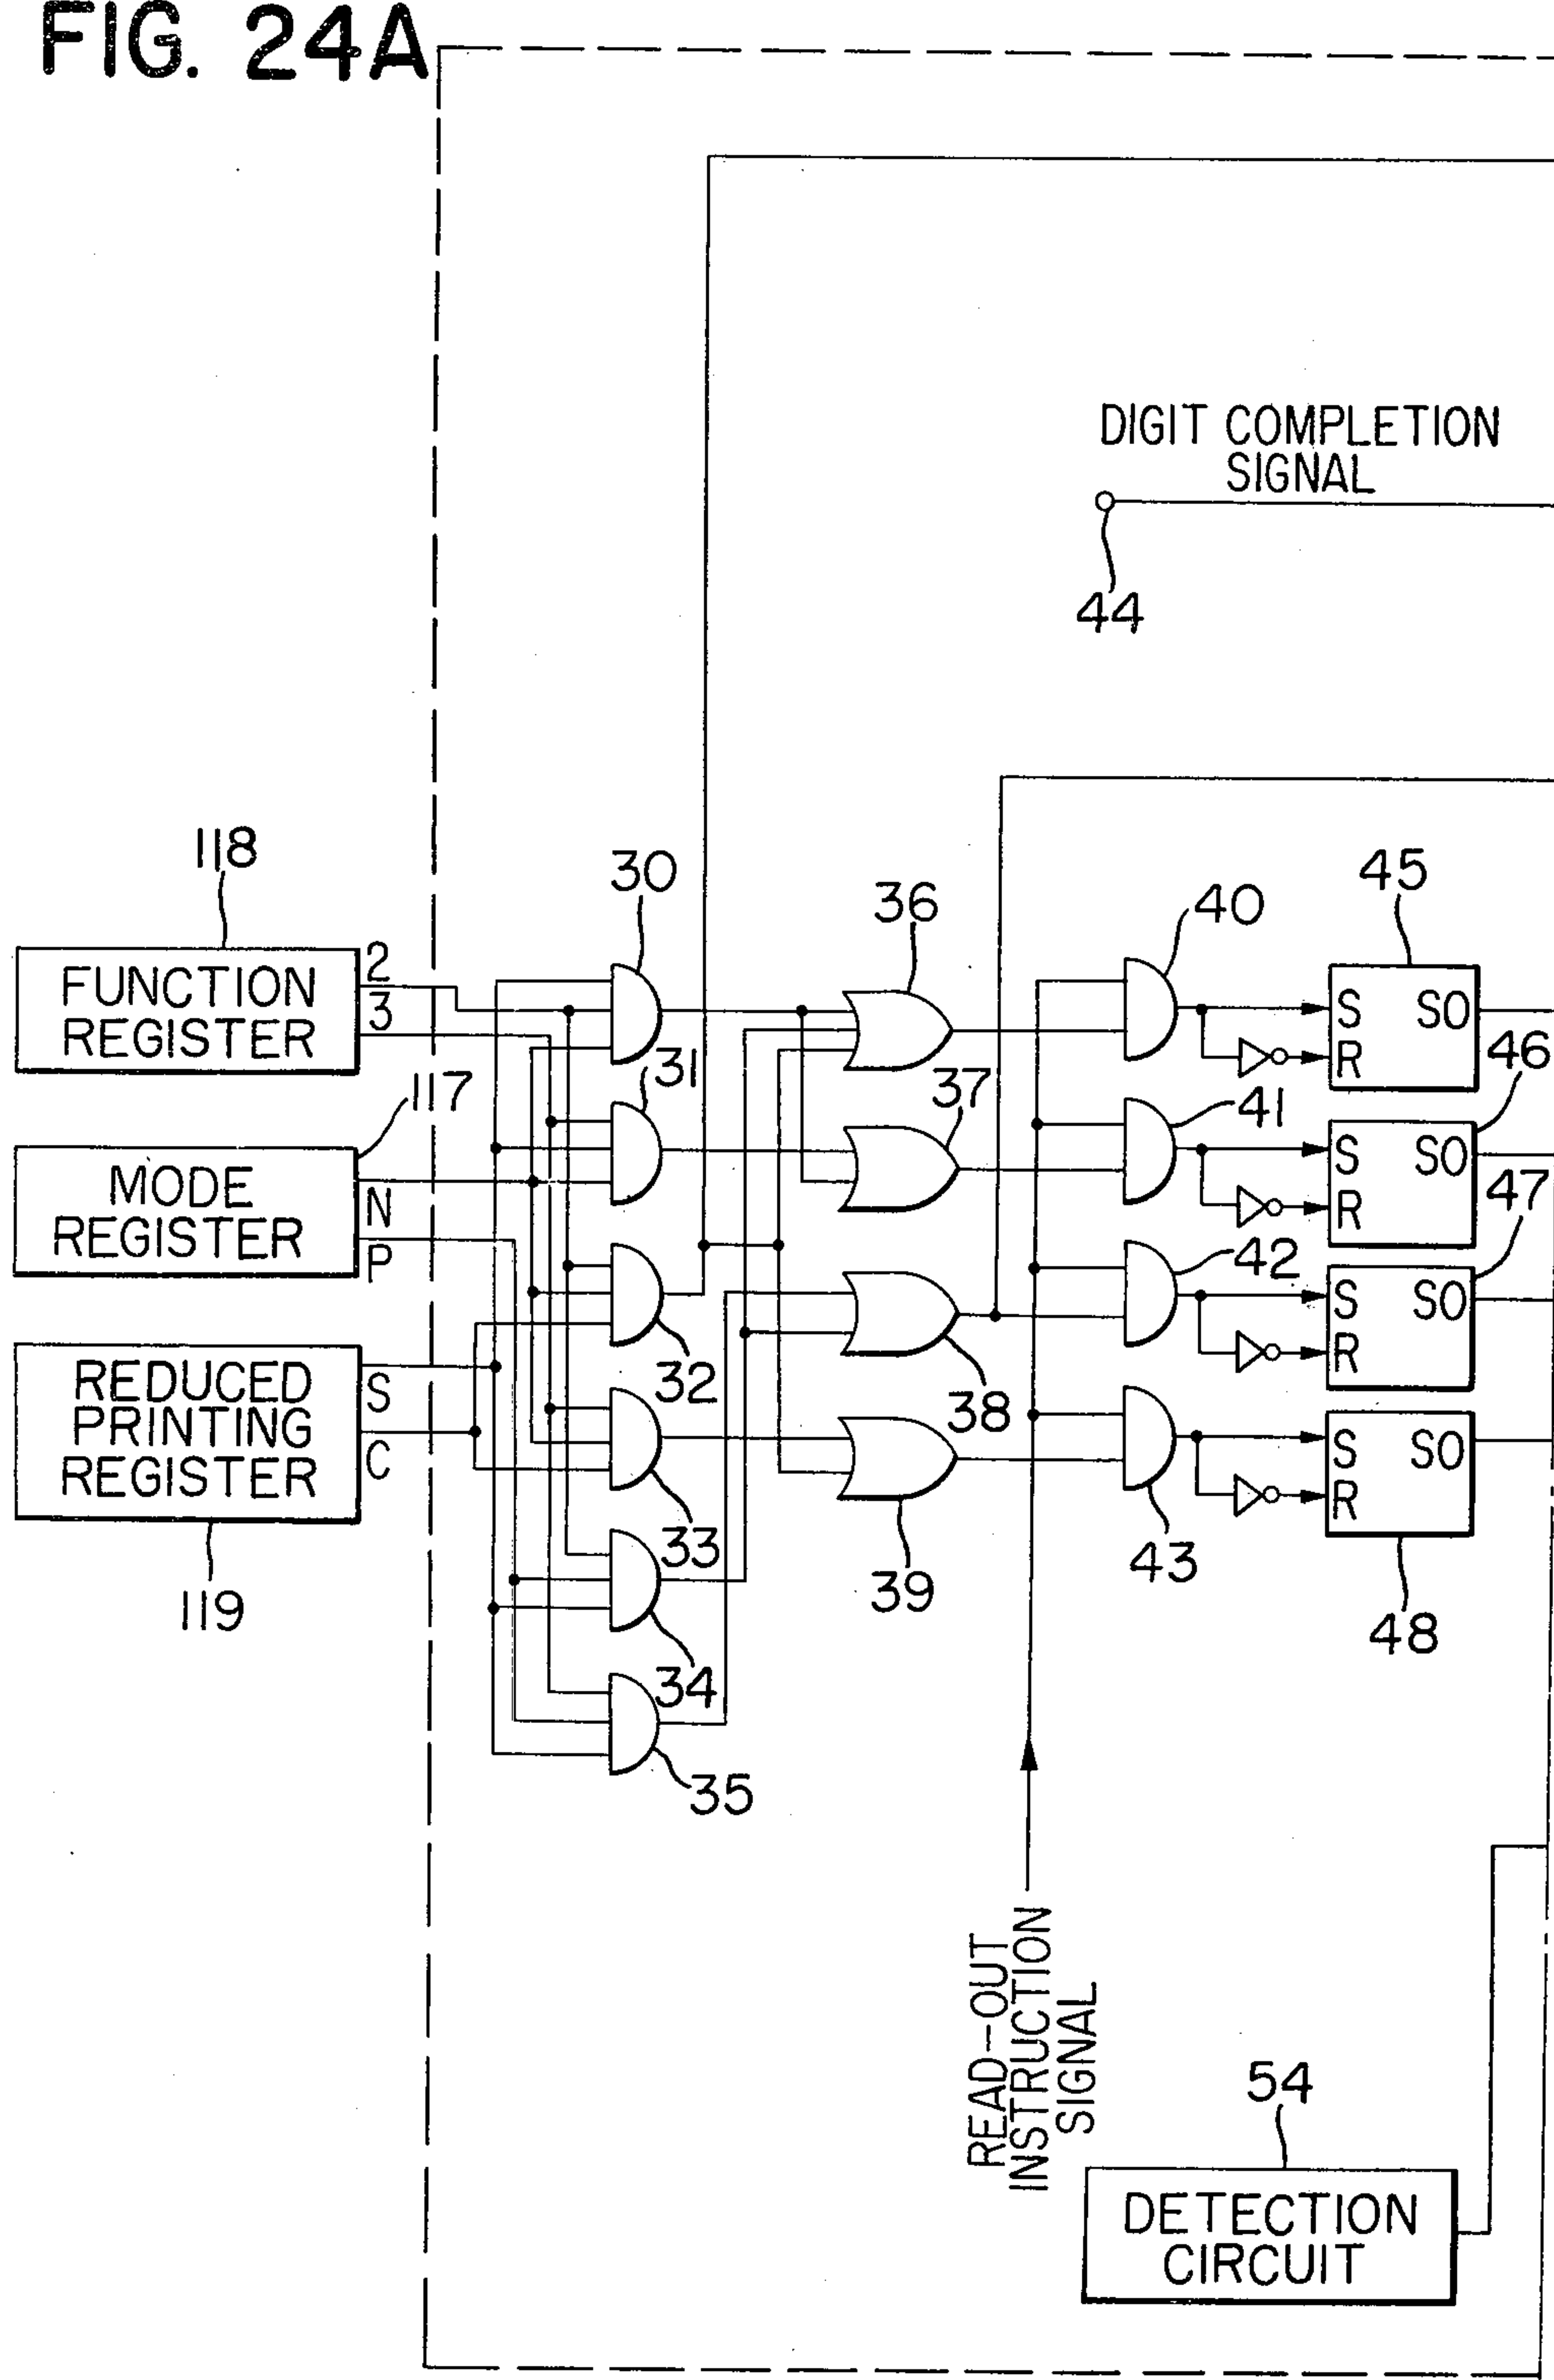 FIG. 24A
DIGIT COMPLETION
SIGNAL
44
118
30
36
40
45
FUNCTION
REGISTER
2
3
S SO
R
31
37
41
46
117
MODE
REGISTER
N
P
S SO
R
32
38
42
47
REDUCED
PRINTING
REGISTER
S
C
S SO
R
33
39
43
48
S SO
R
119
34
35
READ-OUT
INSTRUCTION
SIGNAL
54
DETECTION
CIRCUIT